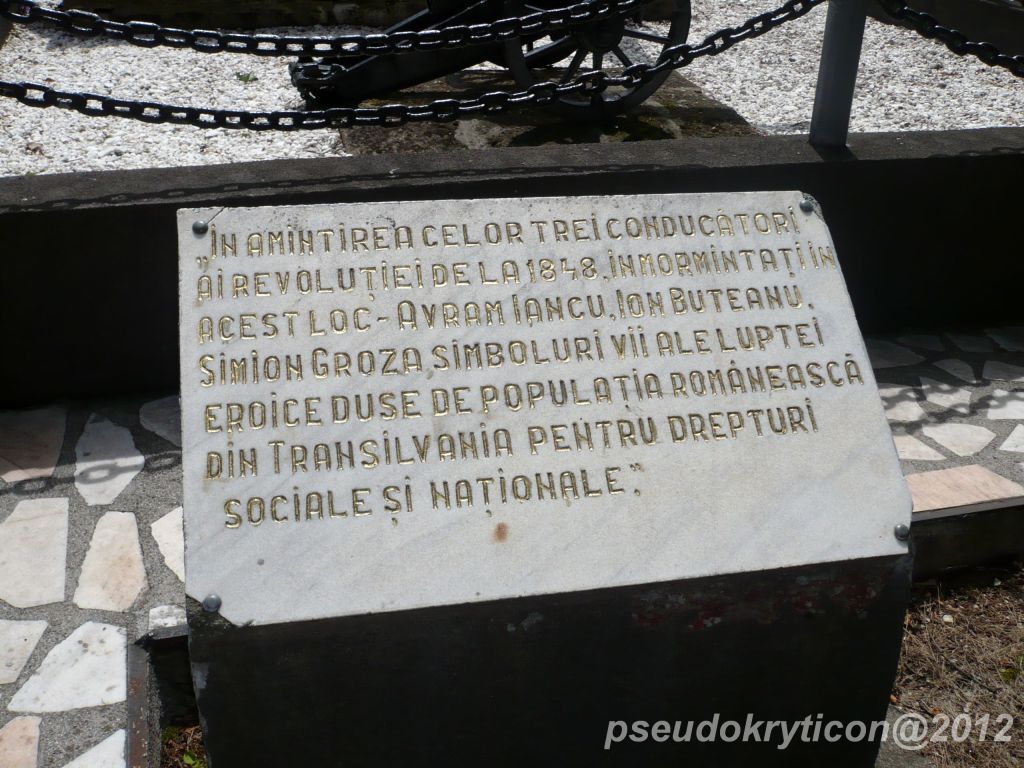 „ÎN AMINTIREA CELOR TREI CONDUCĂTORI
AI REVOLUȚIEI DE LA 1848, ÎNMORMINTAȚI ÎN
ACEST LOC - AVRAM IANCU, ION BUTEANU,
SIMION GROZA, SIMBOLURI VII ALE LUPTEI
EROICE DUSE DE POPULAȚIA ROMÂNEASCĂ
DIN TRANSILVANIA PENTRU DREPTURI
SOCIALE ȘI NAȚIONALE”.
pseudokryticon@2012